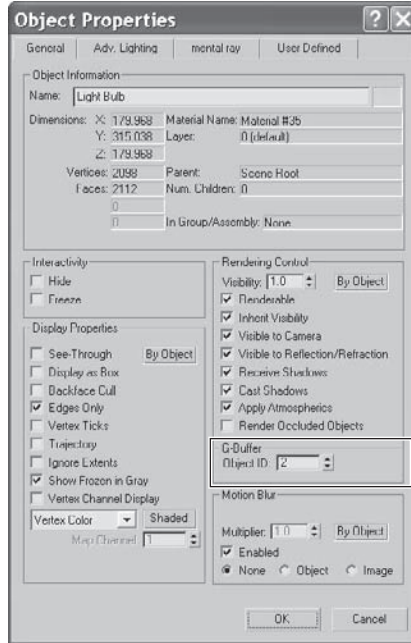 Object Properties
General Adv. Lighting mental ray User Defined
Object Information
Name: Light Bulb
Dimensions: X: 179.968 Material Name: Material #35
Y: 315.038 Layer: 0 (default)
Z: 179.968
Vertices: 2098 Parent: Scene Root
Faces: 2112 Num. Children: 0
0
0 In Group/Assembly: None
Interactivity
Hide
Freeze
Display Properties
See-Through By Object
Display as Box
Backface Cull
Edges Only
Vertex Ticks
Trajectory
Ignore Extents
Show Frozen in Gray
Vertex Channel Display
Vertex Color Shaded
Map Channel: 1
Rendering Control
Visibility: 1.0 By Object
Renderable
Inherit Visibility
Visible to Camera
Visible to Reflection/Refraction
Receive Shadows
Cast Shadows
Apply Atmospherics
Render Occluded Objects
G-Buffer
Object ID: 2
Motion Blur
Multiplier: 1.0 By Object
Enabled
None Object Image
OK Cancel